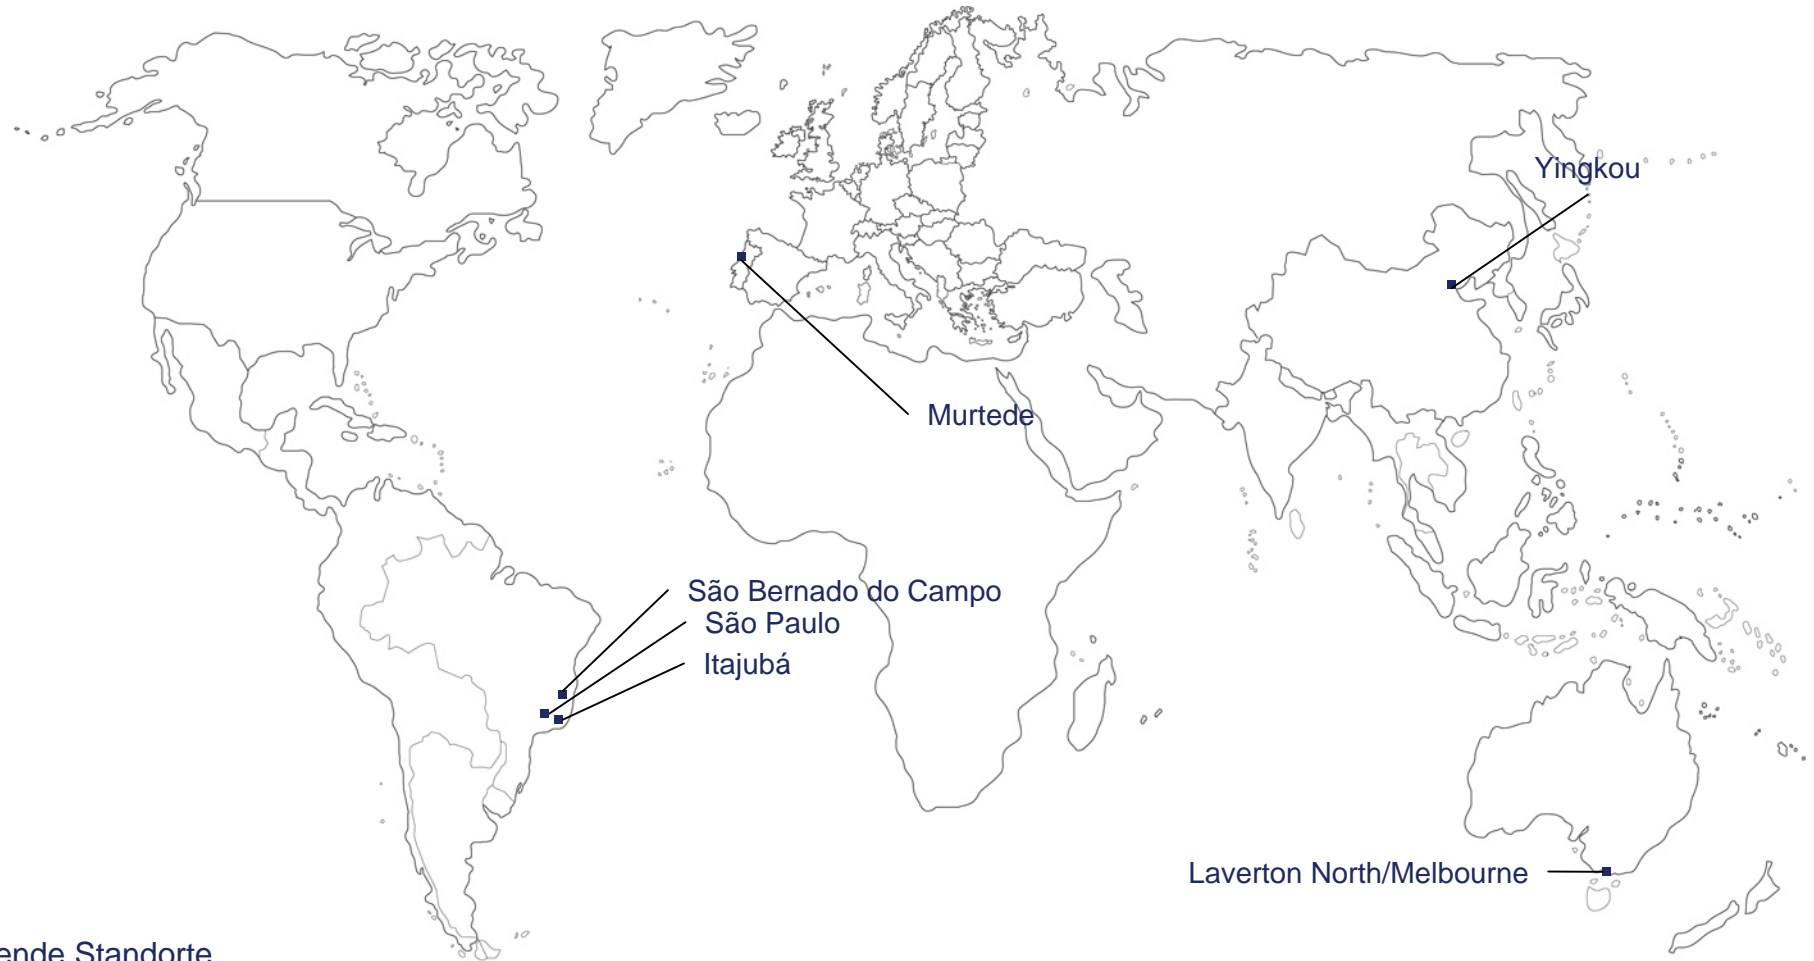 Yingkou
Murtede
São Bernado do Campo
São Paulo
Itajubá
Laverton North/Melbourne
ende Standorte